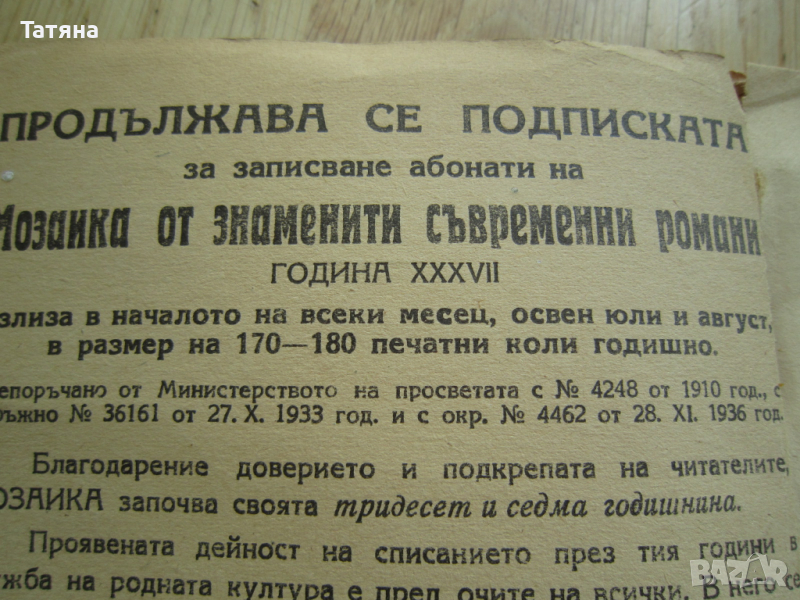 Татяна
ПРОДЪЛЖАВА СЕ ПОДПИСКАТА
за записване абонати на
Мозаика от знаменити съвременни романи
ГОДИНА XXXVII
злиза в началото на всеки месец, освен юли и август,
в размер на 170—180 печатни коли годишно.
епоръчано от Министерството на просветата с № 4248 от 1910 год., с
ръжно № 36161 от 27. X. 1933 год. и с окр. № 4462 от 28. XI. 1936 год.
Благодарение доверието и подкрепата на читателите,
ОЗАИКА започва своята тридесет и седма годишнина.
Проявената дейност на списанието през тия години в
жба на родната култура е пред очите на всички. В него се
BAZAR